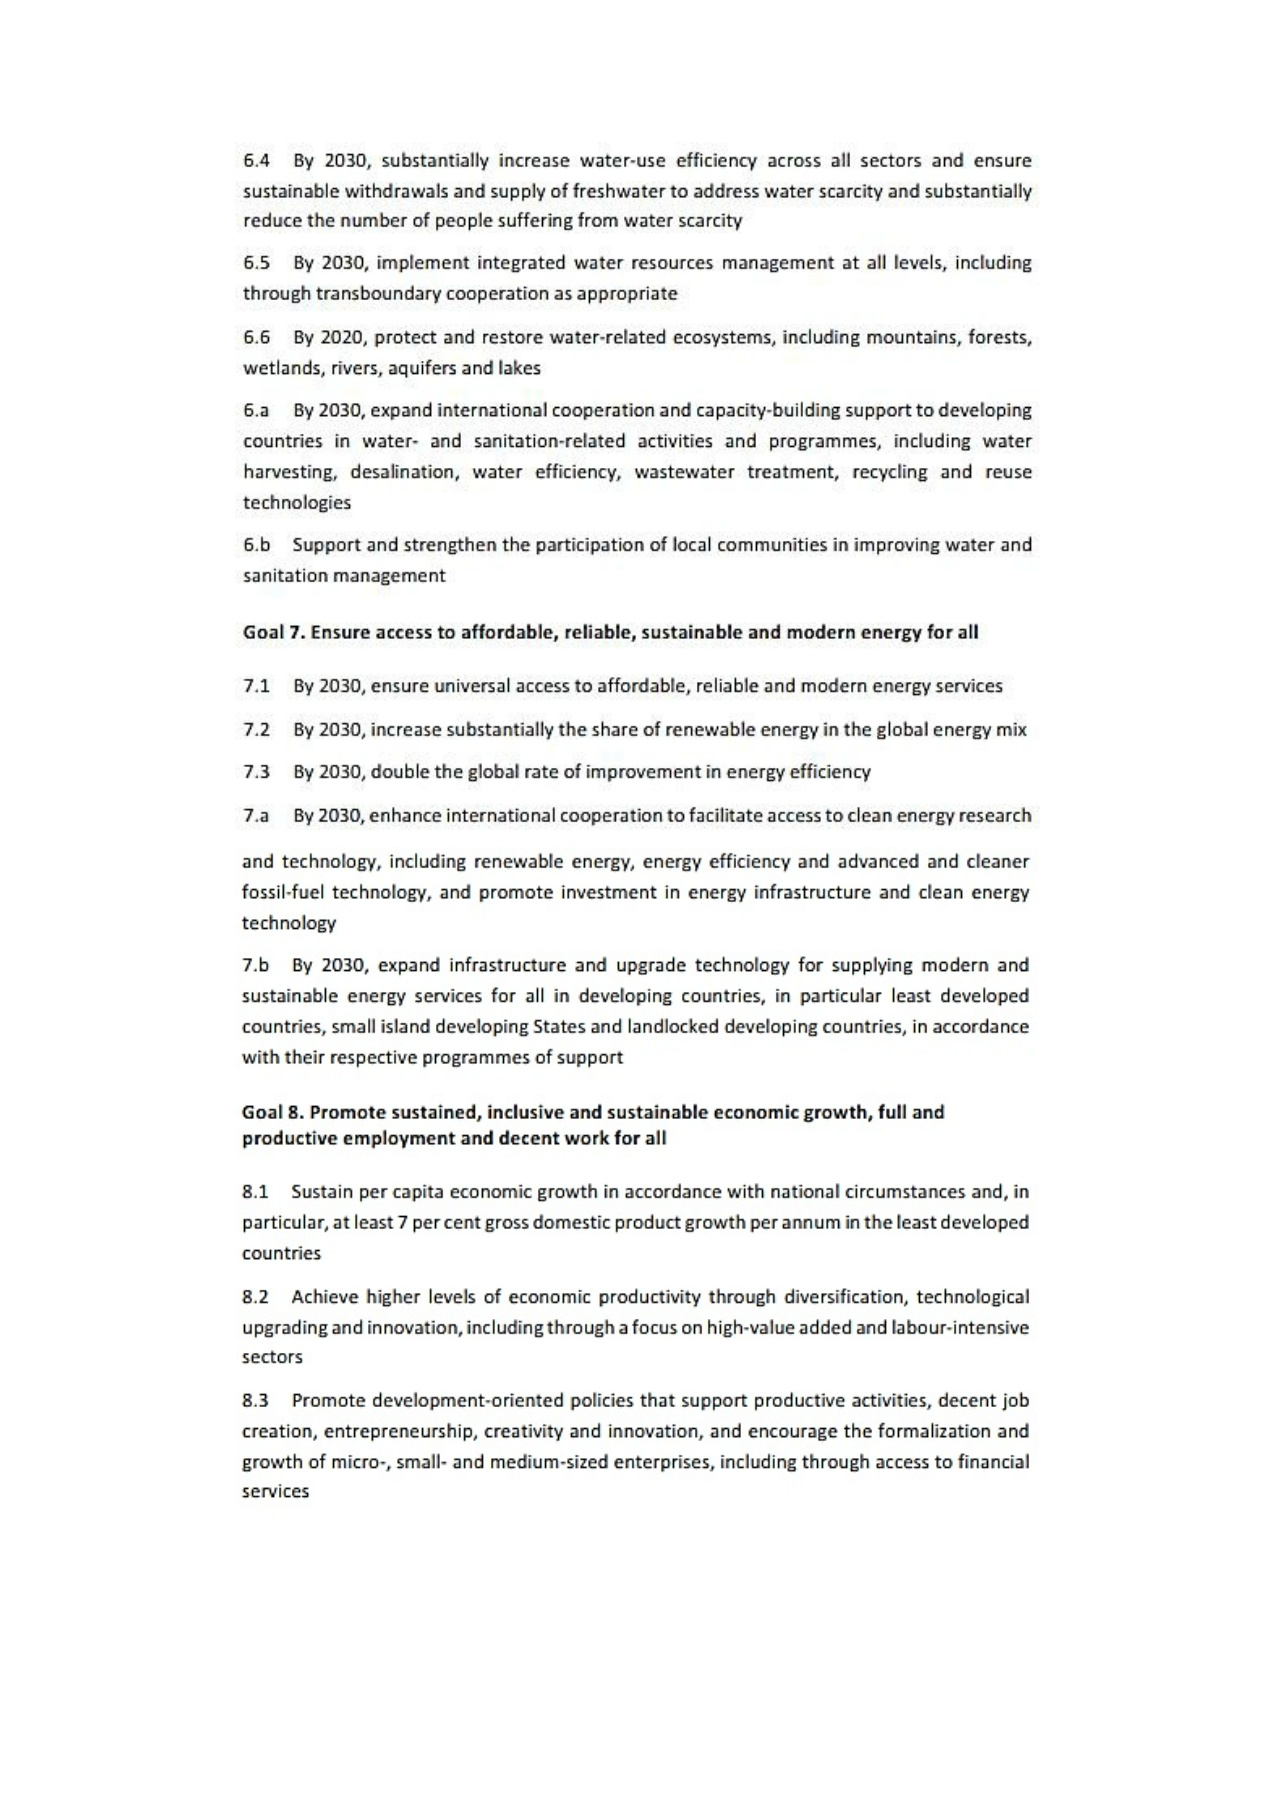 6.4 By 2030, substantially increase water-use efficiency across all sectors and ensure
sustainable withdrawals and supply of freshwater to address water scarcity and substantially
reduce the number of people suffering from water scarcity
6.5 By 2030, implement integrated water resources management at all levels, including
through transboundary cooperation as appropriate
6.6 By 2020, protect and restore water-related ecosystems, including mountains, forests,
wetlands, rivers, aquifers and lakes
6.a By 2030, expand international cooperation and capacity-building support to developing
countries in water- and sanitation-related activities and programmes, including water
harvesting, desalination, water efficiency, wastewater treatment, recycling and reuse
technologies
6.b Support and strengthen the participation of local communities in improving water and
sanitation management
Goal 7. Ensure access to affordable, reliable, sustainable and modern energy for all
7.1 By 2030, ensure universal access to affordable, reliable and modern energy services
7.2 By 2030, increase substantially the share of renewable energy in the global energy mix
7.3 By 2030, double the global rate of improvement in energy efficiency
7.a By 2030, enhance international cooperation to facilitate access to clean energy research
and technology, including renewable energy, energy efficiency and advanced and cleaner
fossil-fuel technology, and promote investment in energy infrastructure and clean energy
technology
7.b By 2030, expand infrastructure and upgrade technology for supplying modern and
sustainable energy services for all in developing countries, in particular least developed
countries, small island developing States and landlocked developing countries, in accordance
with their respective programmes of support
Goal 8. Promote sustained, inclusive and sustainable economic growth, full and
productive employment and decent work for all
8.1 Sustain per capita economic growth in accordance with national circumstances and, in
particular, at least 7 per cent gross domestic product growth per annum in the least developed
countries
8.2 Achieve higher levels of economic productivity through diversification, technological
upgrading and innovation, including through a focus on high-value added and labour-intensive
sectors
8.3 Promote development-oriented policies that support productive activities, decent job
creation, entrepreneurship, creativity and innovation, and encourage the formalization and
growth of micro-, small- and medium-sized enterprises, including through access to financial
services